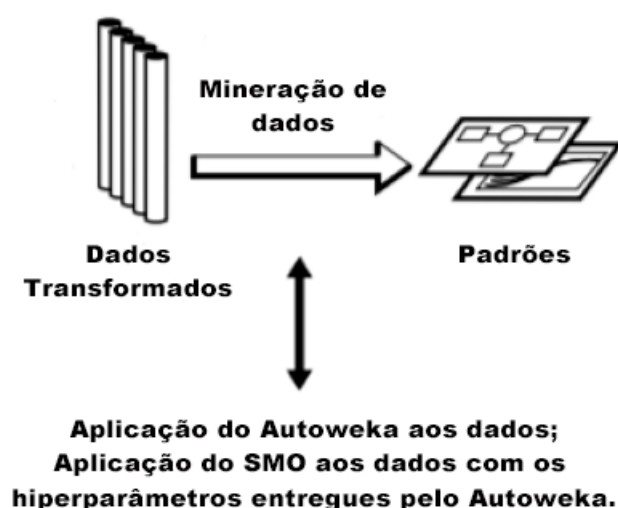 Mineração de
dados
Dados
Transformados
Padrões
Aplicação do Autoweka aos dados;
Aplicação do SMO aos dados com os
hiperparâmetros entregues pelo Autoweka.